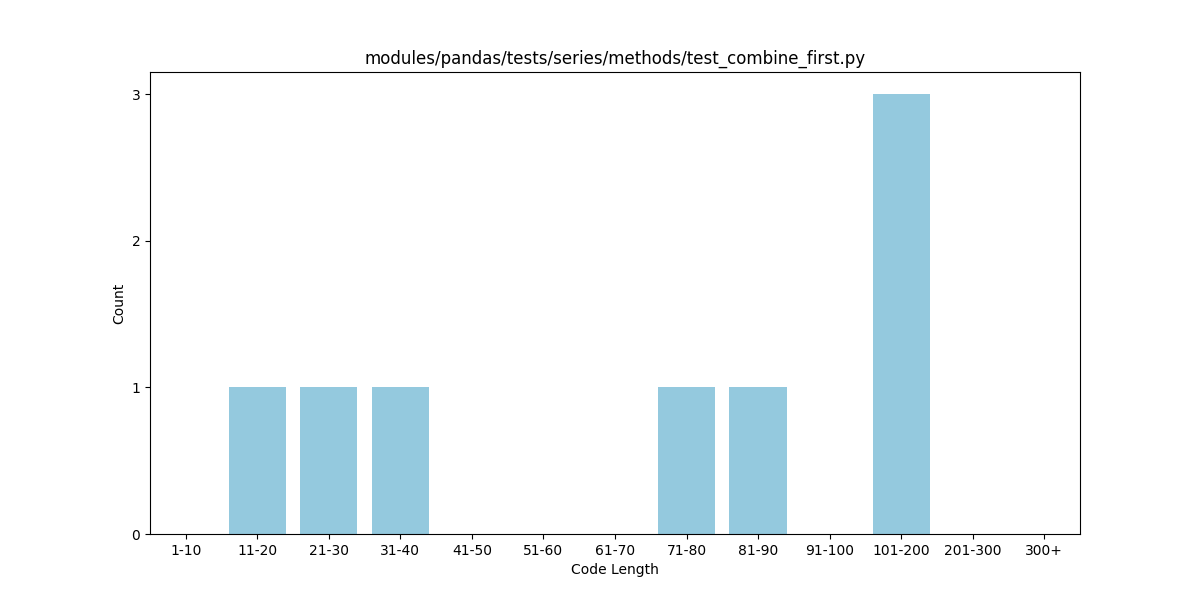 modules/pandas/tests/series/methods/test_combine_first.py
Count
3
2
1
0
1-10 11-20 21-30 31-40 41-50 51-60 61-70 71-80 81-90 91-100 101-200 201-300 300+
Code Length